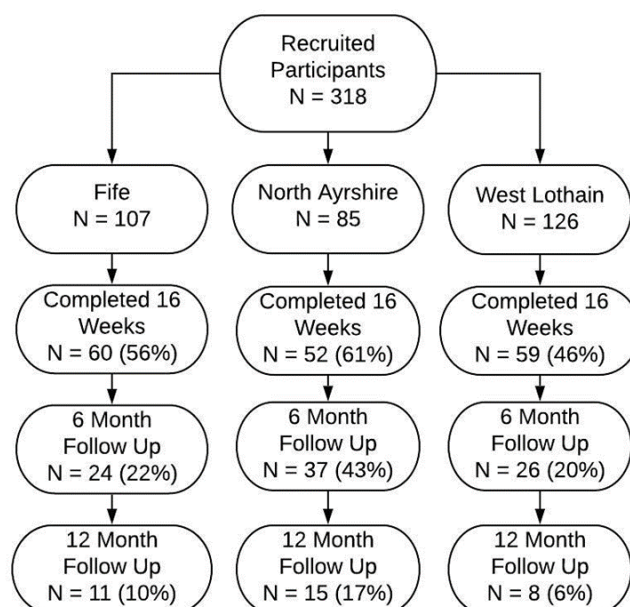 Recruited
Participants
N = 318
Fife
N = 107
North Ayrshire
N = 85
West Lothain
N = 126
Completed 16
Weeks
N = 60 (56%)
Completed 16
Weeks
N = 52 (61%)
Completed 16
Weeks
N = 59 (46%)
6 Month
Follow Up
N = 24 (22%)
6 Month
Follow Up
N = 37 (43%)
6 Month
Follow Up
N = 26 (20%)
12 Month
Follow Up
N = 11 (10%)
12 Month
Follow Up
N = 15 (17%)
12 Month
Follow Up
N = 8 (6%)